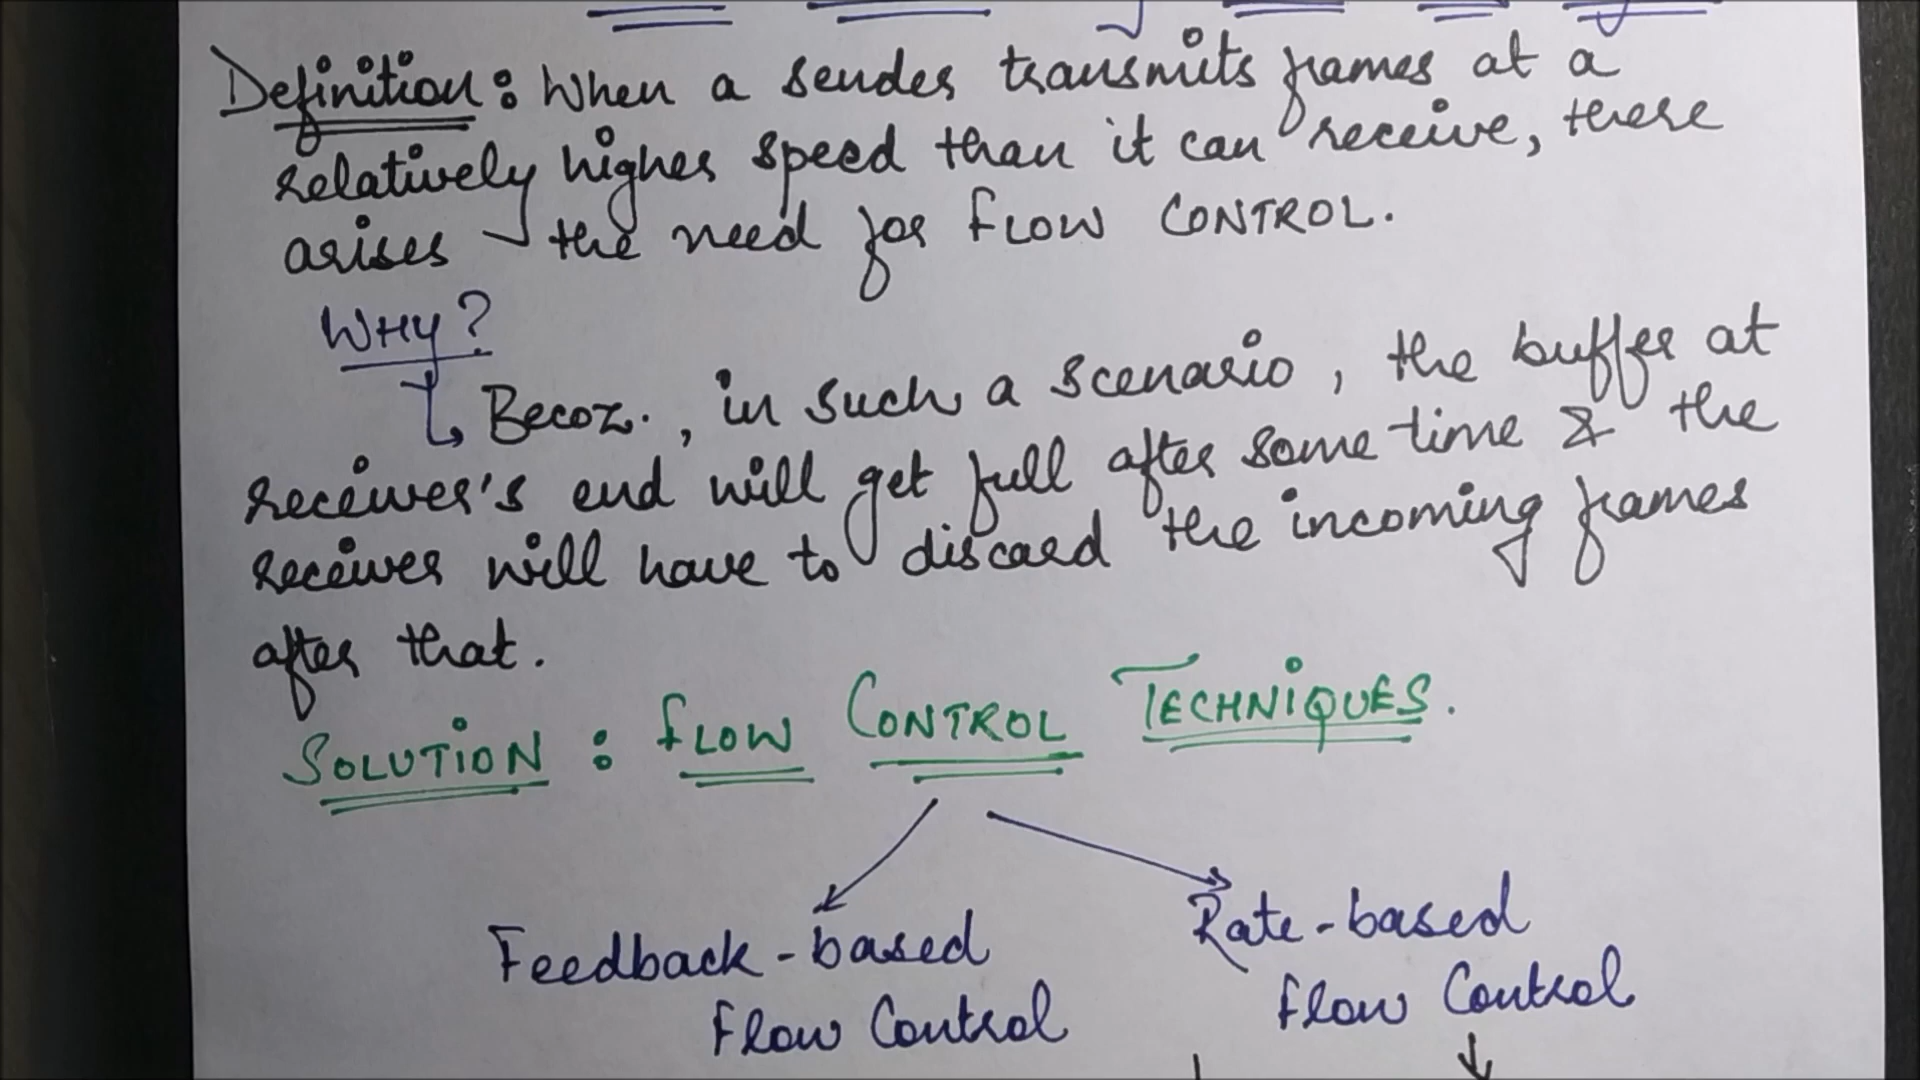 Definition: When a sender transmits frames at a
relatively higher speed than it can receive, there
arises the need for FLOW CONTROL.
WHY?
Becoz., in such a scenario, the buffer at
receiver's end will get full after some time & the
receiver will have to discard the incoming frames
after that.
SOLUTION: FLOW CONTROL TECHNIQUES.
Feedback-based
Flow Control
Rate-based
Flow Control